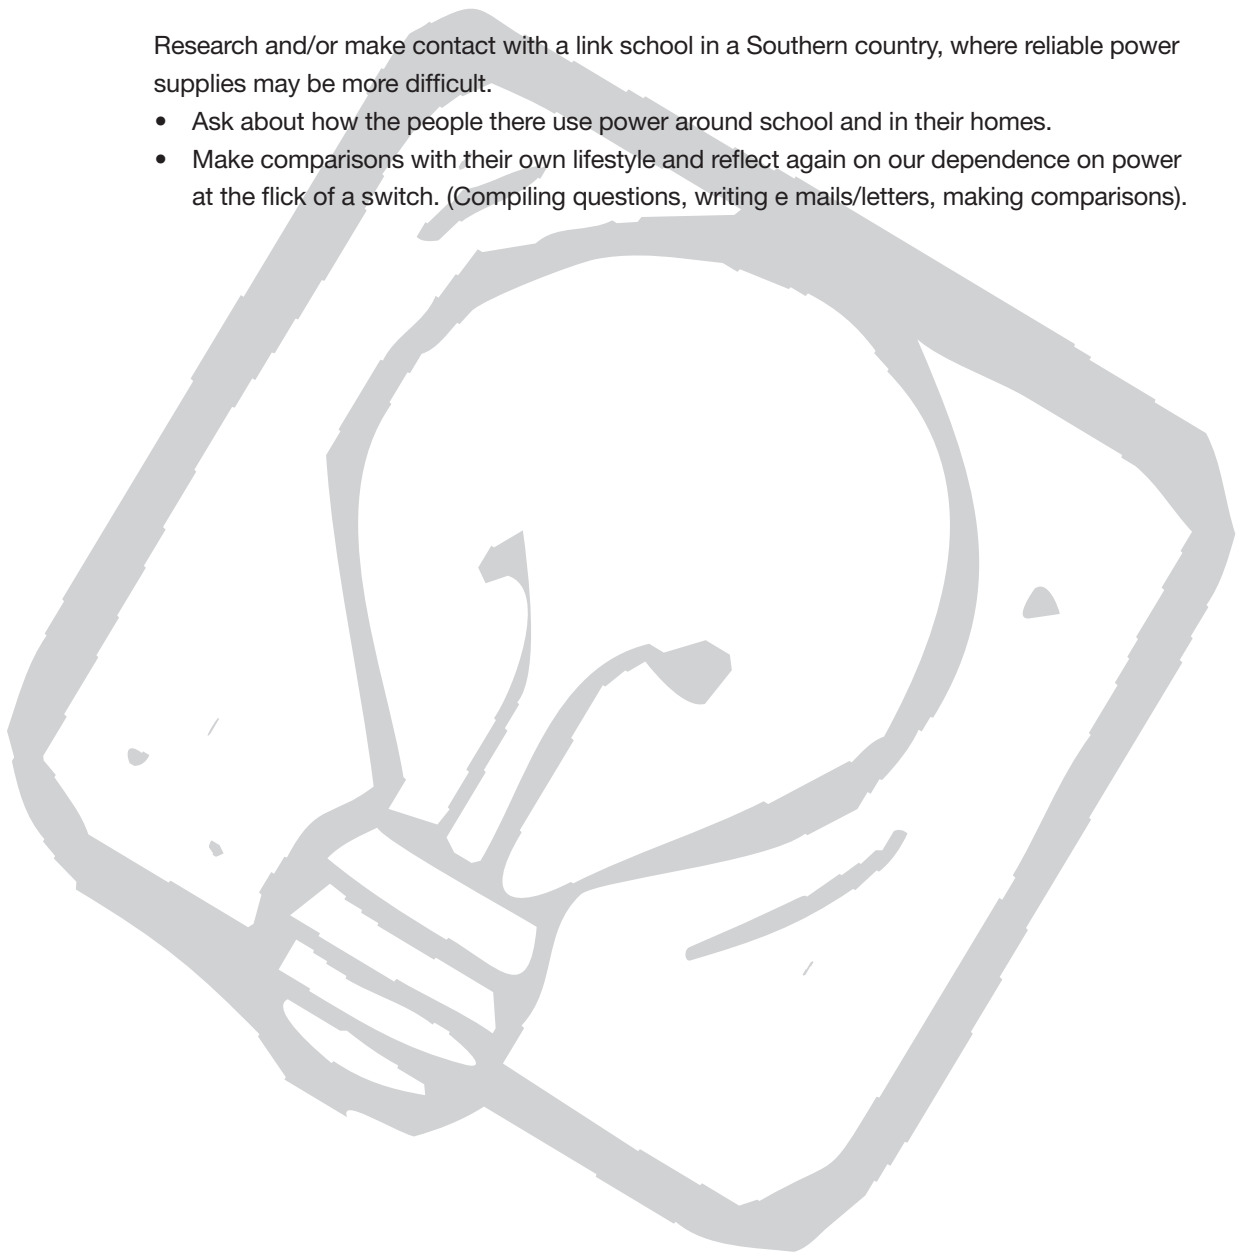 Research and/or make contact with a link school in a Southern country, where reliable power
supplies may be more difficult.
• Ask about how the people there use power around school and in their homes.
• Make comparisons with their own lifestyle and reflect again on our dependence on power
at the flick of a switch. (Compiling questions, writing e mails/letters, making comparisons).